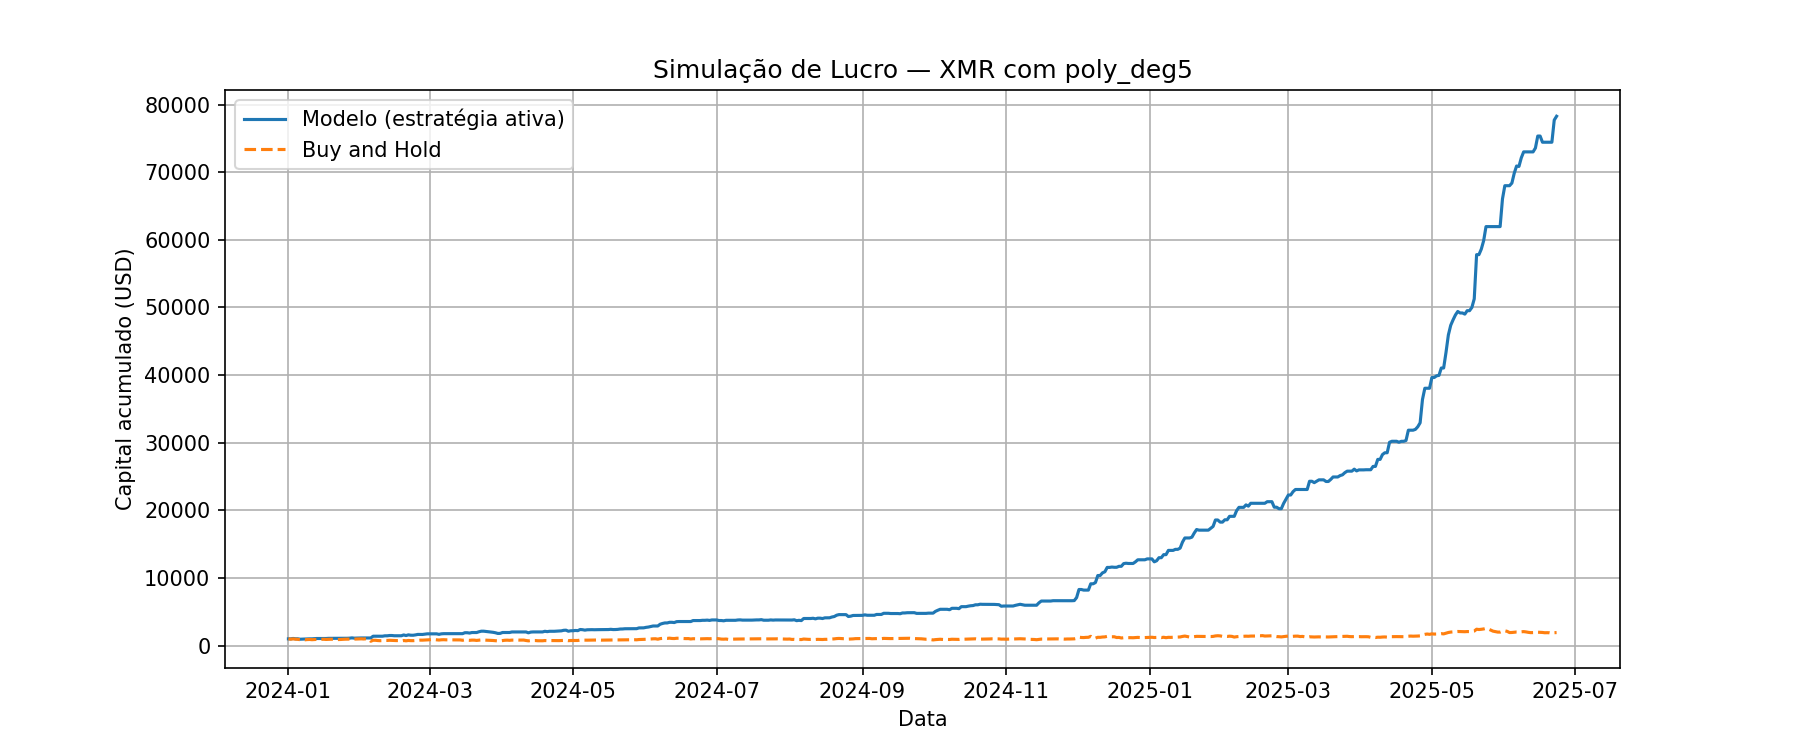 Simulação de Lucro — XMR com poly_deg5
Modelo (estratégia ativa)
Buy and Hold
Capital acumulado (USD)
80000
70000
60000
50000
40000
30000
20000
10000
0
2024-01 2024-03 2024-05 2024-07 2024-09 2024-11 2025-01 2025-03 2025-05 2025-07
Data